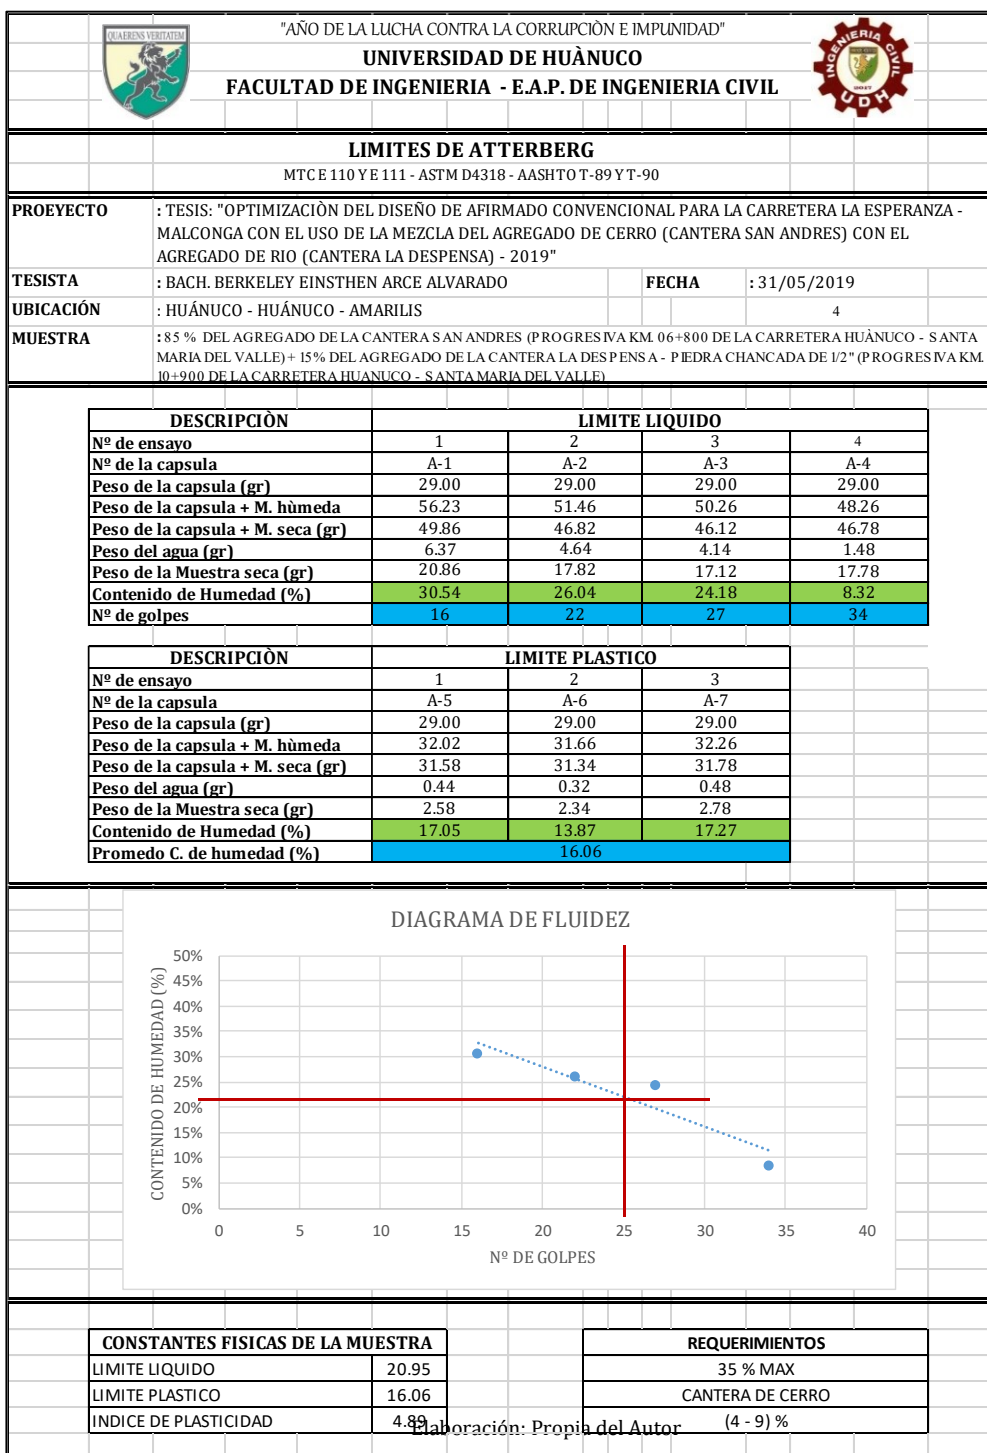 QUAERENS VERITATEM
"AÑO DE LA LUCHA CONTRA LA CORRUPCIÒN E IMPUNIDAD"
UNIVERSIDAD DE HUÀNUCO
FACULTAD DE INGENIERIA - E.A.P. DE INGENIERIA CIVIL
INGENIERIA CIVIL
UDH
LIMITES DE ATTERBERG
MTC E 110 Y E 111 - ASTM D4318 - AASHTO T-89 Y T-90
PROEYECTO : TESIS: "OPTIMIZACIÒN DEL DISEÑO DE AFIRMADO CONVENCIONAL PARA LA CARRETERA LA ESPERANZA -
MALCONGA CON EL USO DE LA MEZCLA DEL AGREGADO DE CERRO (CANTERA SAN ANDRES) CON EL
AGREGADO DE RIO (CANTERA LA DESPENSA) - 2019"
TESISTA : BACH. BERKELEY EINSTHEN ARCE ALVARADO FECHA : 31/05/2019
UBICACIÓN : HUÁNUCO - HUÁNUCO - AMARILIS 4
MUESTRA : 85 % DEL AGREGADO DE LA CANTERA SAN ANDRES (PROGRESIVA KM. 06+800 DE LA CARRETERA HUÀNUCO - SANTA
MARIA DEL VALLE) + 15% DEL AGREGADO DE LA CANTERA LA DESPENSA - PIEDRA CHANCADA DE 1/2" (PROGRESIVA KM.
10+900 DE LA CARRETERA HUANUCO - SANTA MARIA DEL VALLE)
DESCRIPCIÒN LIMITE LIQUIDO
Nº de ensayo 1 2 3 4
Nº de la capsula A-1 A-2 A-3 A-4
Peso de la capsula (gr) 29.00 29.00 29.00 29.00
Peso de la capsula + M. hùmeda 56.23 51.46 50.26 48.26
Peso de la capsula + M. seca (gr) 49.86 46.82 46.12 46.78
Peso del agua (gr) 6.37 4.64 4.14 1.48
Peso de la Muestra seca (gr) 20.86 17.82 17.12 17.78
Contenido de Humedad (%) 30.54 26.04 24.18 8.32
Nº de golpes 16 22 27 34
DESCRIPCIÒN LIMITE PLASTICO
Nº de ensayo 1 2 3
Nº de la capsula A-5 A-6 A-7
Peso de la capsula (gr) 29.00 29.00 29.00
Peso de la capsula + M. hùmeda 32.02 31.66 32.26
Peso de la capsula + M. seca (gr) 31.58 31.34 31.78
Peso del agua (gr) 0.44 0.32 0.48
Peso de la Muestra seca (gr) 2.58 2.34 2.78
Contenido de Humedad (%) 17.05 13.87 17.27
Promedo C. de humedad (%) 16.06
DIAGRAMA DE FLUIDEZ
CONTENIDO DE HUMEDAD (%)
50%
45%
40%
35%
30%
25%
20%
15%
10%
5%
0%
0 5 10 15 20 25 30 35 40
Nº DE GOLPES
CONSTANTES FISICAS DE LA MUESTRA REQUERIMIENTOS
LIMITE LIQUIDO 20.95 35 % MAX
LIMITE PLASTICO 16.06 CANTERA DE CERRO
INDICE DE PLASTICIDAD 4.89 (4 - 9) %
Elaboración: Propia del Autor